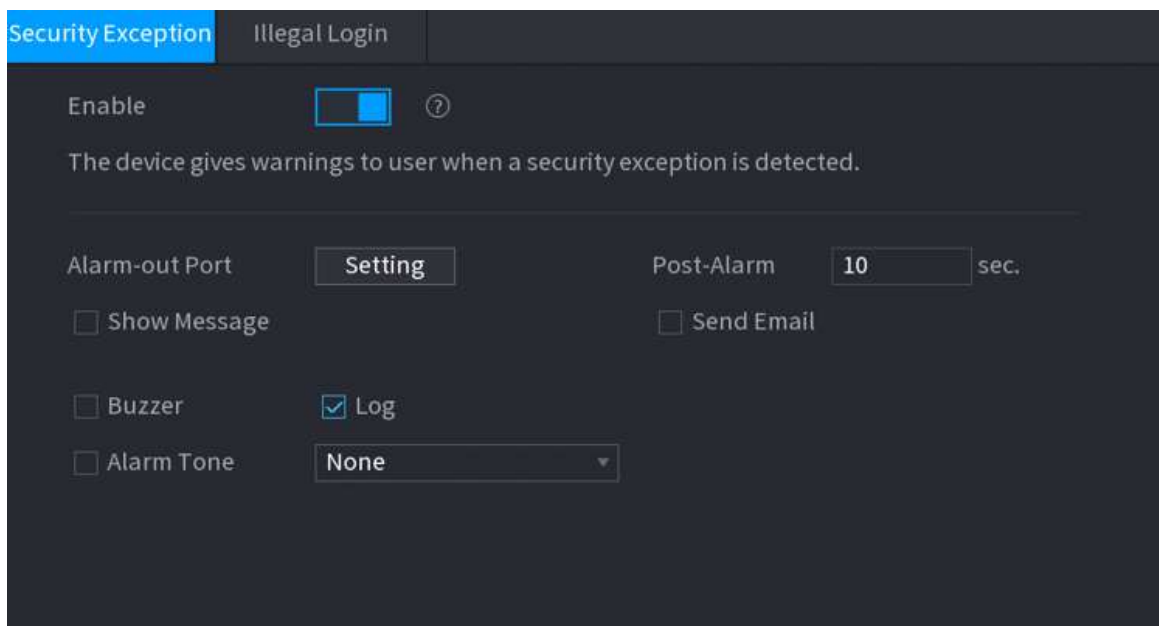 Security Exception Illegal Login
Enable ?
The device gives warnings to user when a security exception is detected.
Alarm-out Port Setting Post-Alarm 10 sec.
Show Message Send Email
Buzzer Log
Alarm Tone None